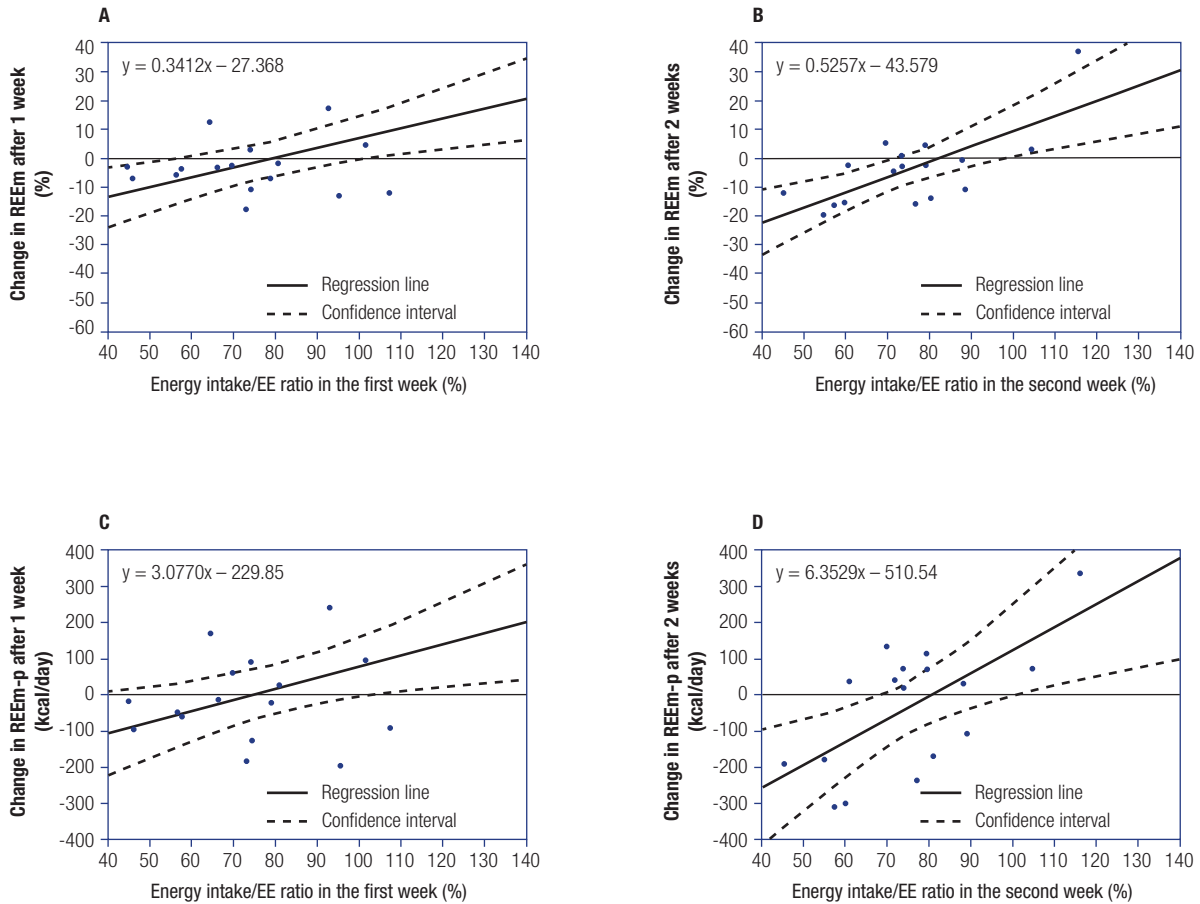 A
y = 0.3412x – 27.368
Change in REEm after 1 week
(%)
40
30
20
10
0
-10
-20
-30
-40
-50
-60
Regression line
Confidence interval
40 50 60 70 80 90 100 110 120 130 140
Energy intake/EE ratio in the first week (%)
B
y = 0.5257x – 43.579
Change in REEm after 2 weeks
(%)
40
30
20
10
0
-10
-20
-30
-40
-50
-60
Regression line
Confidence interval
40 50 60 70 80 90 100 110 120 130 140
Energy intake/EE ratio in the second week (%)
C
y = 3.0770x – 229.85
Change in REEm-p after 1 week
(kcal/day)
400
300
200
100
0
-100
-200
-300
-400
Regression line
Confidence interval
40 50 60 70 80 90 100 110 120 130 140
Energy intake/EE ratio in the first week (%)
D
y = 6.3529x – 510.54
Change in REEm-p after 2 weeks
(kcal/day)
400
300
200
100
0
-100
-200
-300
-400
Regression line
Confidence interval
40 50 60 70 80 90 100 110 120 130 140
Energy intake/EE ratio in the second week (%)